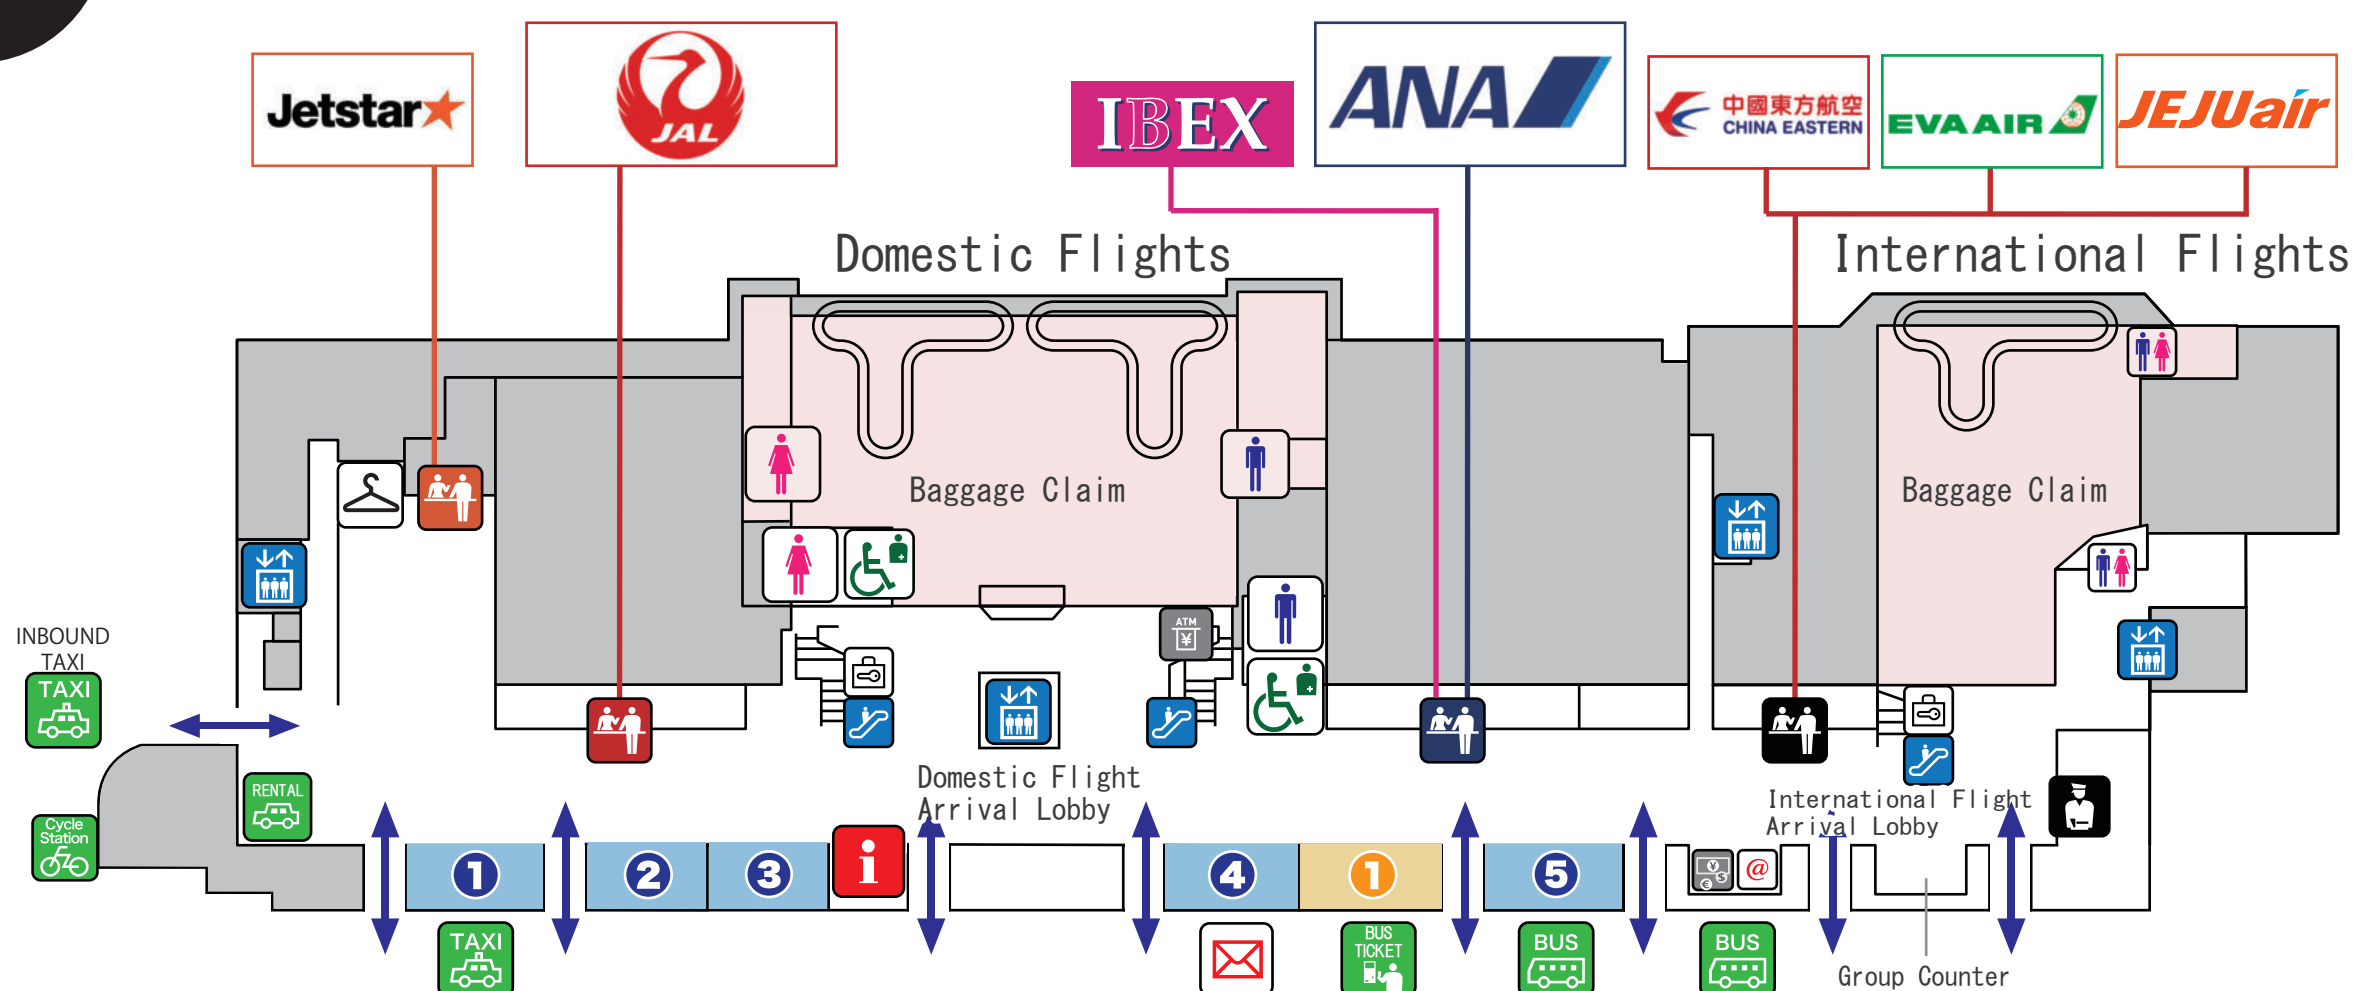 Jetstar
JAL
IBEX
ANA
中國東方航空
CHINA EASTERN
EVA AIR
JEJUair
Domestic Flights
International Flights
Baggage Claim
Baggage Claim
ATM
¥
INBOUND
TAXI
TAXI
RENTAL
Cycle
Station
Domestic Flight
Arrival Lobby
International Flight
Arrival Lobby
1
2
3
i
4
1
5
¥
$
€
@
TAXI
BUS
TICKET
BUS
BUS
Group Counter